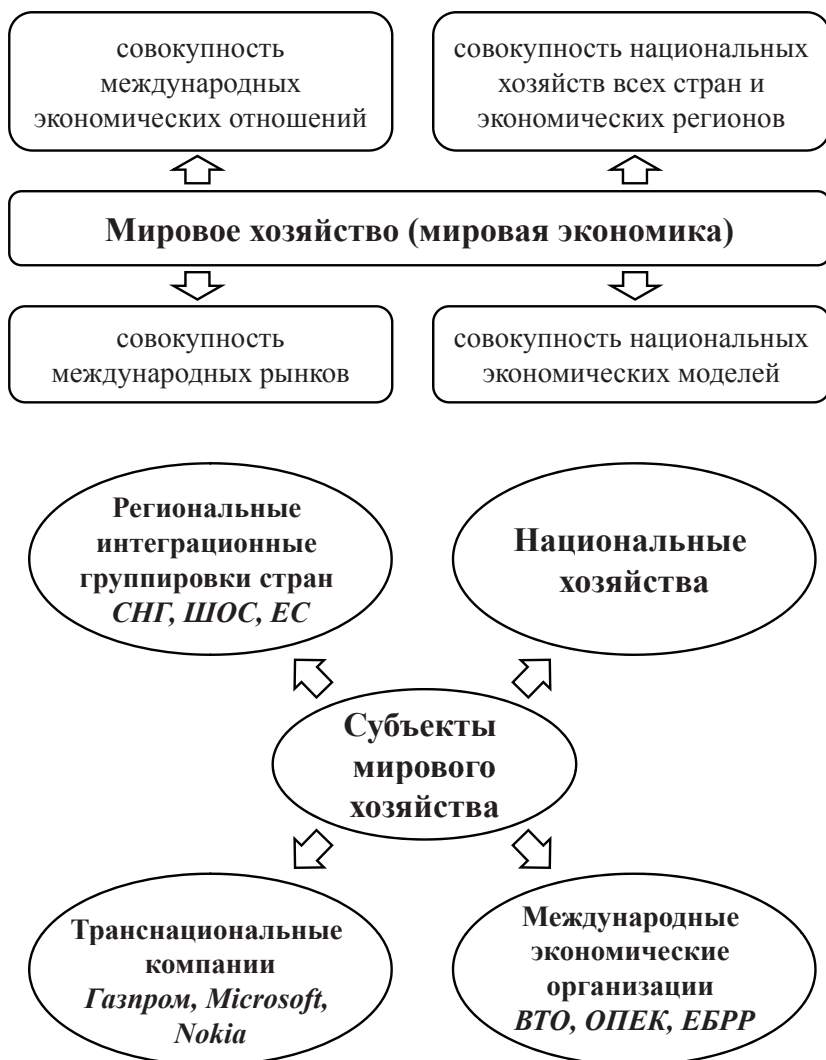 совокупность
международных
экономических отношений
совокупность национальных
хозяйств всех стран и
экономических регионов
Мировое хозяйство (мировая экономика)
совокупность
международных рынков
совокупность национальных
экономических моделей
Региональные
интеграционные
группировки стран
СНГ, ШОС, ЕС
Национальные
хозяйства
Субъекты
мирового
хозяйства
Транснациональные
компании
Газпром, Microsoft,
Nokia
Международные
экономические
организации
ВТО, ОПЕК, ЕБРР